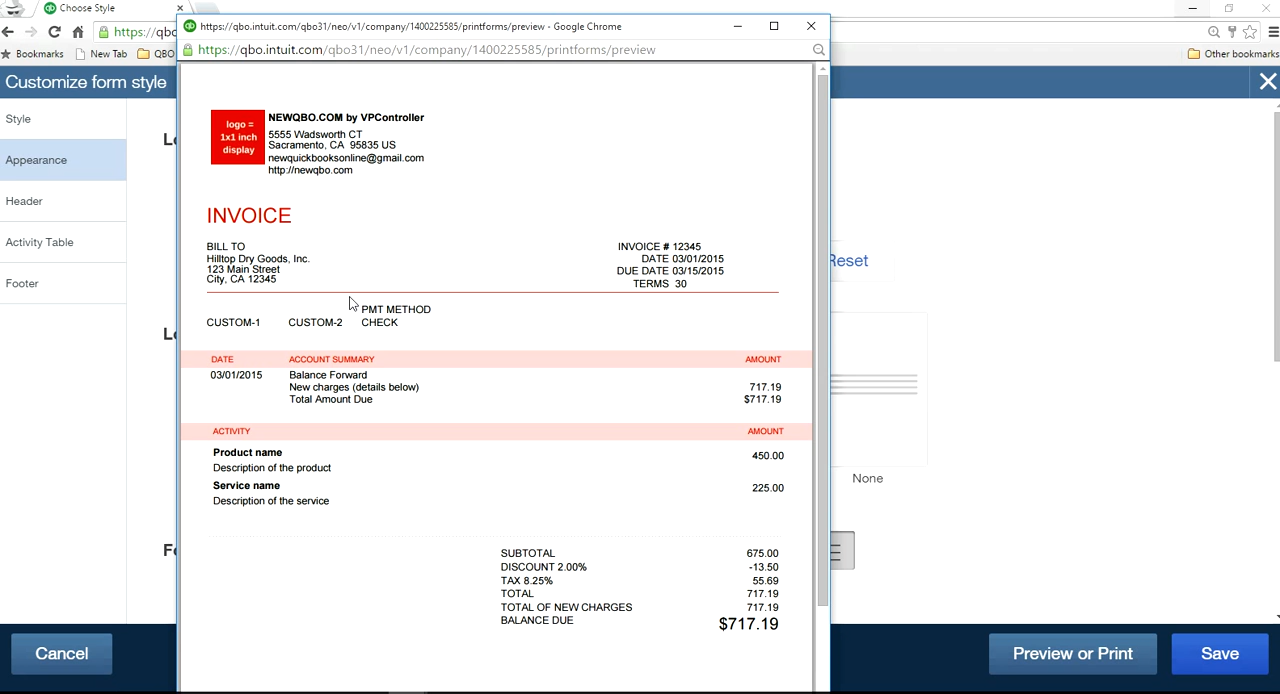 Choose Style
https://qbo.intuit.com/qbo31/neo/v1/company/1400225585/printforms/preview - Google Chrome
https://qbo
https://qbo.intuit.com/qbo31/neo/v1/company/1400225585/printforms/preview
Bookmarks
New Tab
QBO
Other bookmarks
Customize form style
Style
Appearance
Header
Activity Table
Footer
Lo
Lo
Fo
logo =
1x1 inch
display
NEWQBO.COM by VPController
5555 Wadsworth CT
Sacramento, CA 95835 US
newquickbooksonline@gmail.com
http://newqbo.com
INVOICE
BILL TO
Hilltop Dry Goods, Inc.
123 Main Street
City, CA 12345
INVOICE # 12345
DATE 03/01/2015
DUE DATE 03/15/2015
TERMS 30
PMT METHOD
CUSTOM-1 CUSTOM-2 CHECK
DATE ACCOUNT SUMMARY AMOUNT
03/01/2015 Balance Forward
New charges (details below) 717.19
Total Amount Due $717.19
ACTIVITY AMOUNT
Product name 450.00
Description of the product
Service name 225.00
Description of the service
SUBTOTAL 675.00
DISCOUNT 2.00% -13.50
TAX 8.25% 55.69
TOTAL 717.19
TOTAL OF NEW CHARGES 717.19
BALANCE DUE $717.19
Reset
None
Cancel
Preview or Print
Save